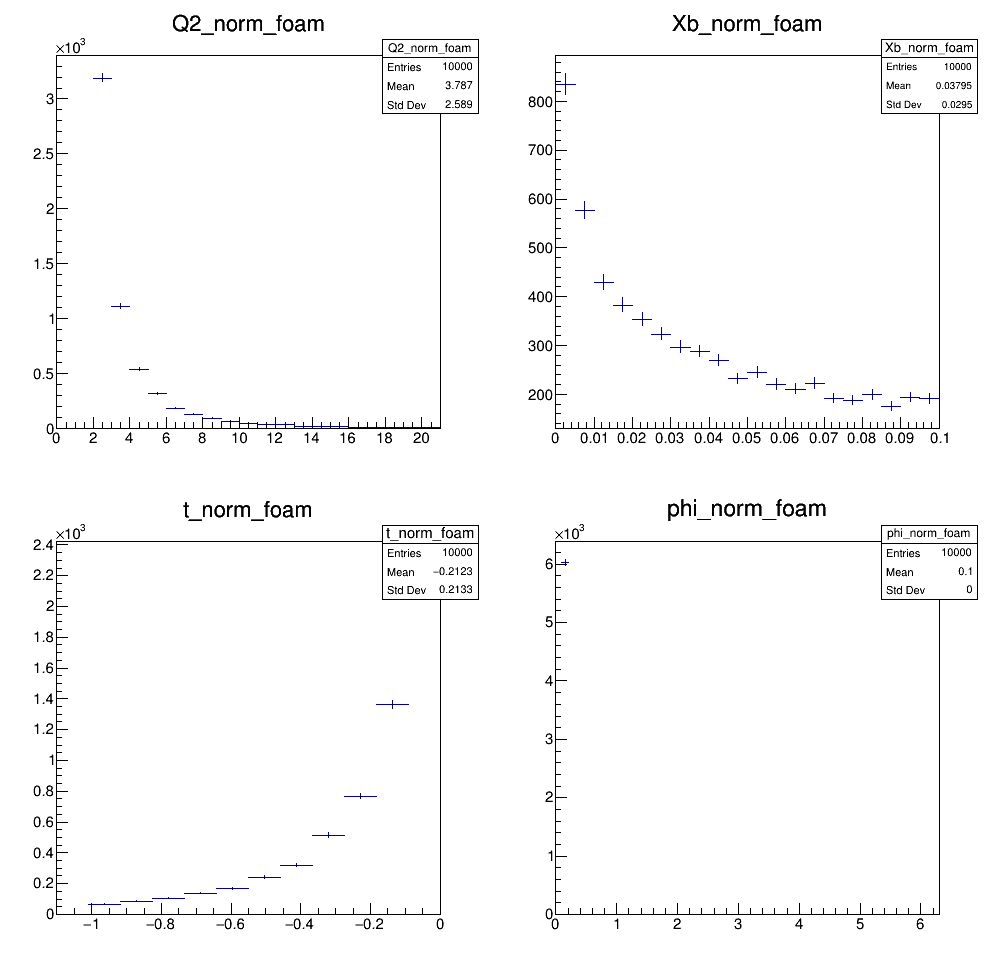 Q2_norm_foam
×10³
Q2_norm_foam
Entries 10000
Mean 3.787
Std Dev 2.589
3
2.5
2
1.5
1
0.5
0
0 2 4 6 8 10 12 14 16 18 20
Xb_norm_foam
Xb_norm_foam
Entries 10000
Mean 0.03795
Std Dev 0.0295
800
700
600
500
400
300
200
0 0.01 0.02 0.03 0.04 0.05 0.06 0.07 0.08 0.09 0.1
t_norm_foam
×10³
t_norm_foam
Entries 10000
Mean −0.2123
Std Dev 0.2133
2.4
2.2
2
1.8
1.6
1.4
1.2
1
0.8
0.6
0.4
0.2
0
−1 −0.8 −0.6 −0.4 −0.2 0
phi_norm_foam
×10³
phi_norm_foam
Entries 10000
Mean 0.1
Std Dev 0
6
5
4
3
2
1
0
0 1 2 3 4 5 6